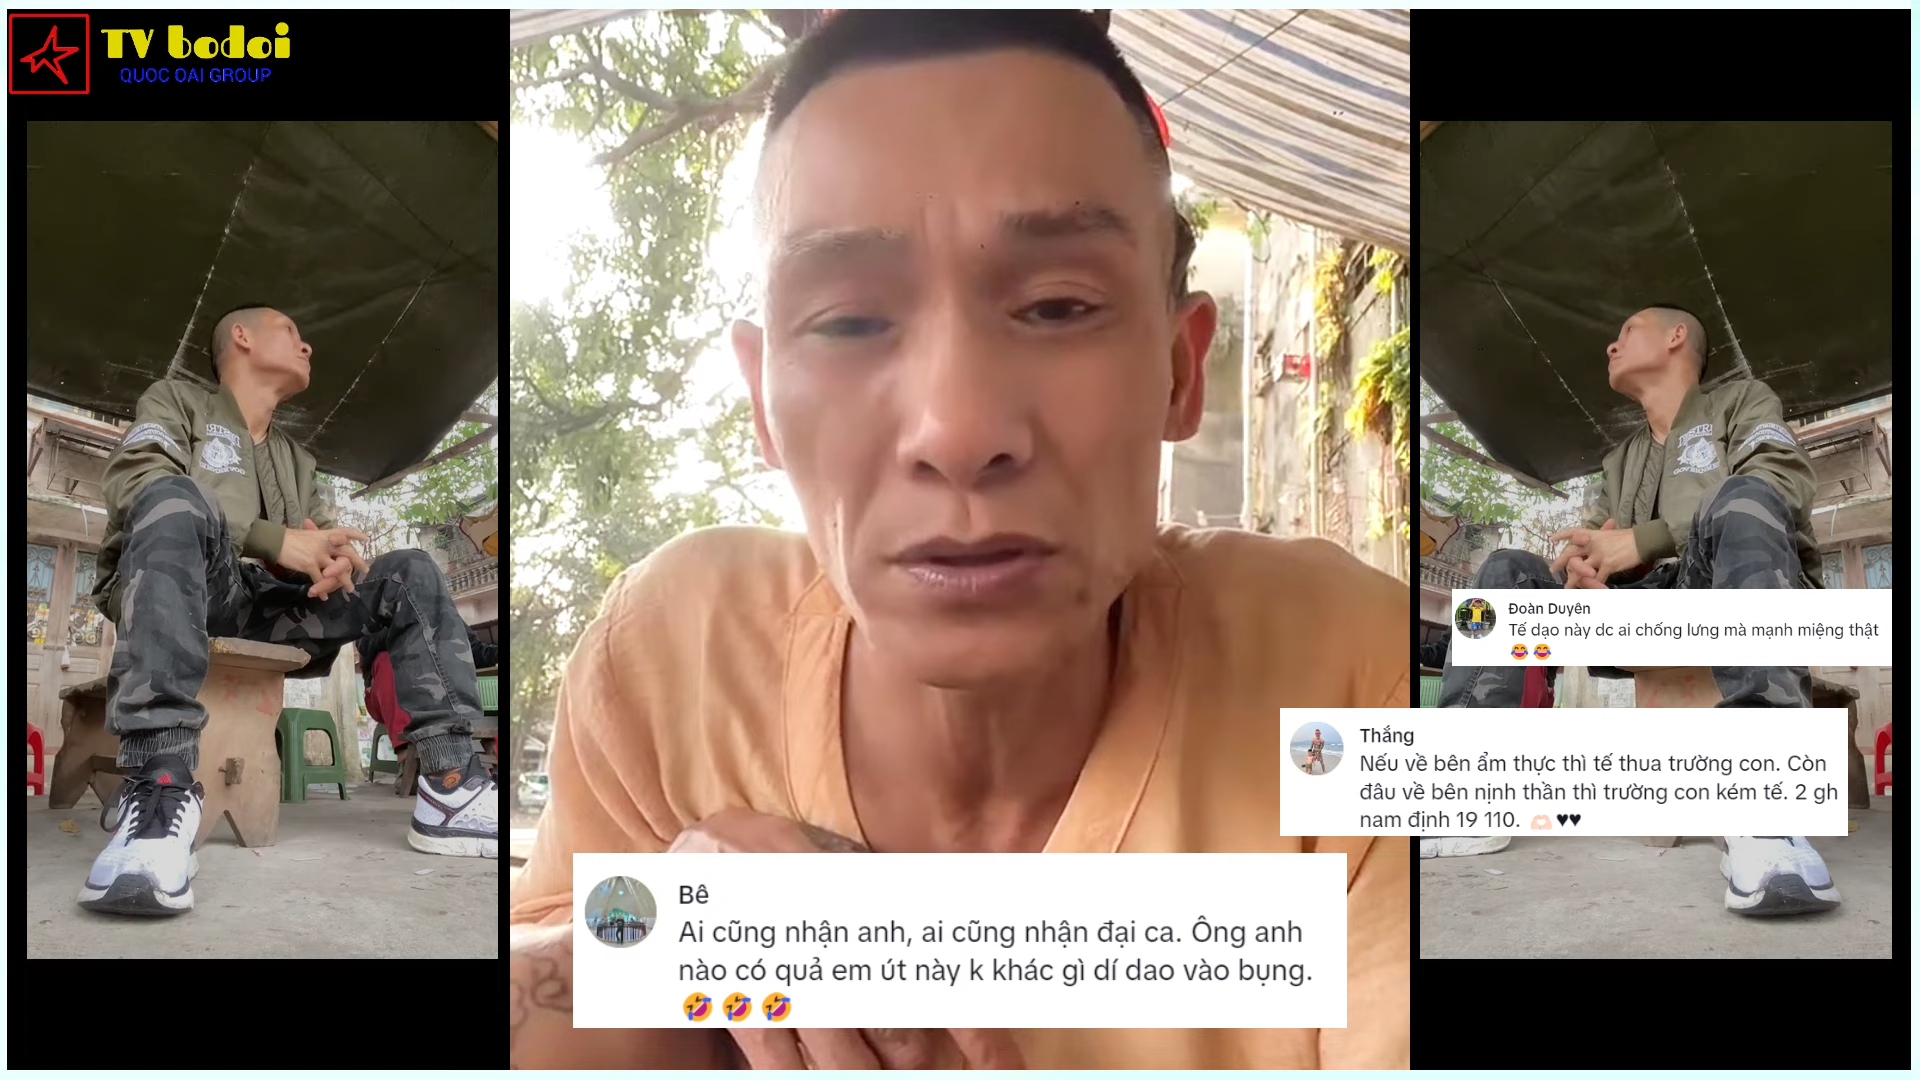 TV bodoi
QUOC OAI GROUP
Đoàn Duyên
Tế dạo này dc ai chống lưng mà mạnh miệng thật
😂😂
Thắng
Nếu về bên ẩm thực thì tế thua trường con. Còn
đâu về bên nịnh thần thì trường con kém tế. 2 gh
nam định 19 110. 🫶🏻♥♥
Bê
Ai cũng nhận anh, ai cũng nhận đại ca. Ông anh
nào có quả em út này k khác gì dí dao vào bụng.
🤣🤣🤣